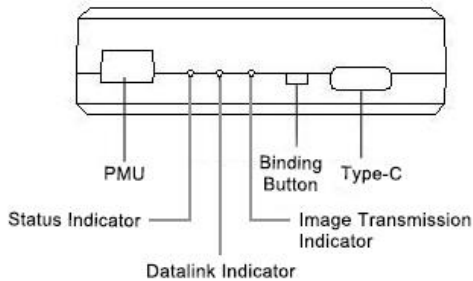 PMU
Binding
Button
Type-C
Status Indicator
Image Transmission
Indicator
Datalink Indicator